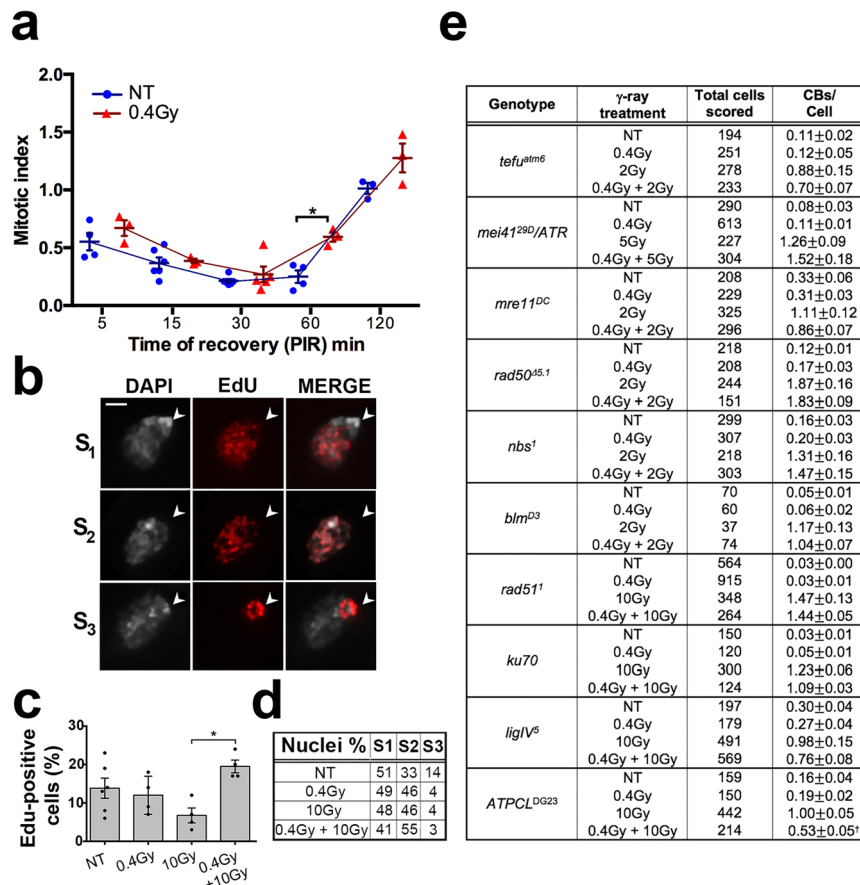 a
2.0
1.5
1.0
0.5
0.0
Mitotic index
NT
0.4Gy
*
5 15 30 60 120
Time of recovery (PIR) min
b
DAPI EdU MERGE
S1
S2
S3
c
Edu-positive
cells (%)
30
20
10
0
*
NT 0.4Gy 10Gy 0.4Gy
+10Gy
d
Nuclei % S1 S2 S3
NT 51 33 14
0.4Gy 49 46 4
10Gy 48 46 4
0.4Gy + 10Gy 41 55 3
e
Genotype γ-ray treatment Total cells scored CBs/ Cell
tefu^atm6
NT 194 0.11±0.02
0.4Gy 251 0.12±0.05
2Gy 278 0.88±0.15
0.4Gy + 2Gy 233 0.70±0.07
mei41^29D/ATR
NT 290 0.08±0.03
0.4Gy 613 0.11±0.01
5Gy 227 1.26±0.09
0.4Gy + 5Gy 304 1.52±0.18
mre11^DC
NT 208 0.33±0.06
0.4Gy 229 0.31±0.03
2Gy 325 1.11±0.12
0.4Gy + 2Gy 296 0.86±0.07
rad50^Δ5.1
NT 218 0.12±0.01
0.4Gy 208 0.17±0.03
2Gy 244 1.87±0.16
0.4Gy + 2Gy 151 1.83±0.09
nbs^1
NT 299 0.16±0.03
0.4Gy 307 0.20±0.03
2Gy 218 1.31±0.16
0.4Gy + 2Gy 303 1.47±0.15
blm^D3
NT 70 0.05±0.01
0.4Gy 60 0.06±0.02
2Gy 37 1.17±0.13
0.4Gy + 2Gy 74 1.04±0.07
rad51^1
NT 564 0.03±0.00
0.4Gy 915 0.03±0.01
10Gy 348 1.47±0.13
0.4Gy + 10Gy 264 1.44±0.05
ku70
NT 150 0.03±0.01
0.4Gy 120 0.05±0.01
10Gy 300 1.23±0.06
0.4Gy + 10Gy 124 1.09±0.03
ligIV^5
NT 197 0.30±0.04
0.4Gy 179 0.27±0.04
10Gy 491 0.98±0.15
0.4Gy + 10Gy 569 0.76±0.08
ATPCL^DG23
NT 159 0.16±0.04
0.4Gy 150 0.19±0.02
10Gy 442 1.00±0.05
0.4Gy + 10Gy 214 0.53±0.05†